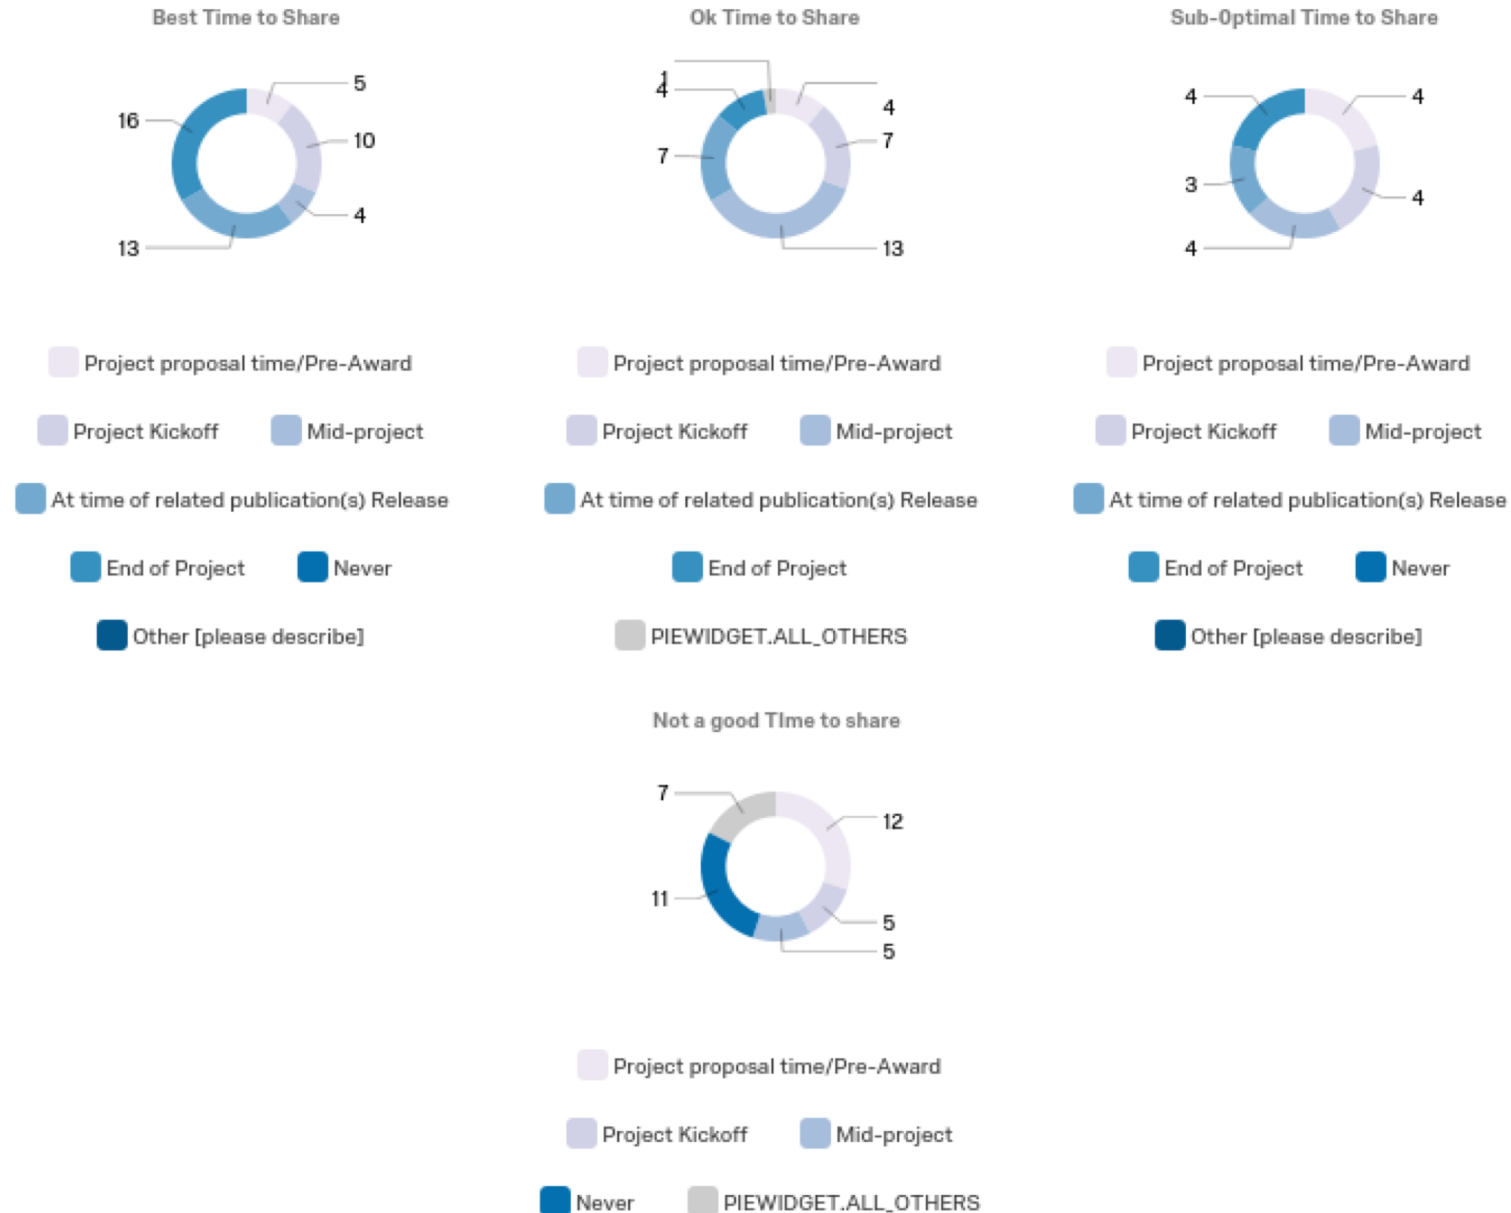 Best Time to Share
5
16
10
4
13
Project proposal time/Pre-Award
Project Kickoff Mid-project
At time of related publication(s) Release
End of Project Never
Other [please describe]
Ok Time to Share
1
4
4
7
7
13
Project proposal time/Pre-Award
Project Kickoff Mid-project
At time of related publication(s) Release
End of Project
PIEWIDGET.ALL_OTHERS
Sub-Optimal Time to Share
4 4
3
4
4
Project proposal time/Pre-Award
Project Kickoff Mid-project
At time of related publication(s) Release
End of Project Never
Other [please describe]
Not a good TIme to share
7
12
11
5
5
Project proposal time/Pre-Award
Project Kickoff Mid-project
Never PIEWIDGET.ALL_OTHERS